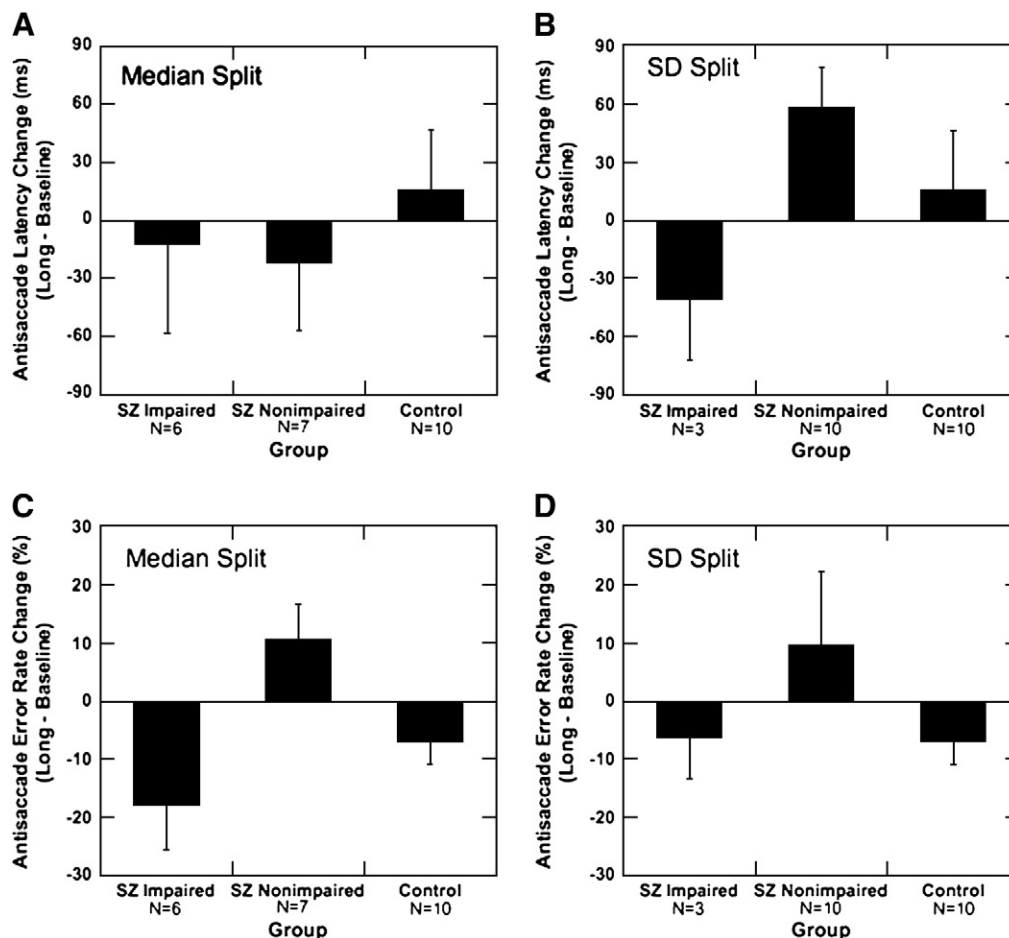 A
Antisaccade Latency Change (ms)
(Long - Baseline)
90
60
30
0
-30
-60
-90
Median Split
SZ Impaired SZ Nonimpaired Control
N=6 N=7 N=10
Group
B
Antisaccade Latency Change (ms)
(Long - Baseline)
90
60
30
0
-30
-60
-90
SD Split
SZ Impaired SZ Nonimpaired Control
N=3 N=10 N=10
Group
C
Antisaccade Error Rate Change (%)
(Long - Baseline)
30
20
10
0
-10
-20
-30
Median Split
SZ Impaired SZ Nonimpaired Control
N=6 N=7 N=10
Group
D
Antisaccade Error Rate Change (%)
(Long - Baseline)
30
20
10
0
-10
-20
-30
SD Split
SZ Impaired SZ Nonimpaired Control
N=3 N=10 N=10
Group